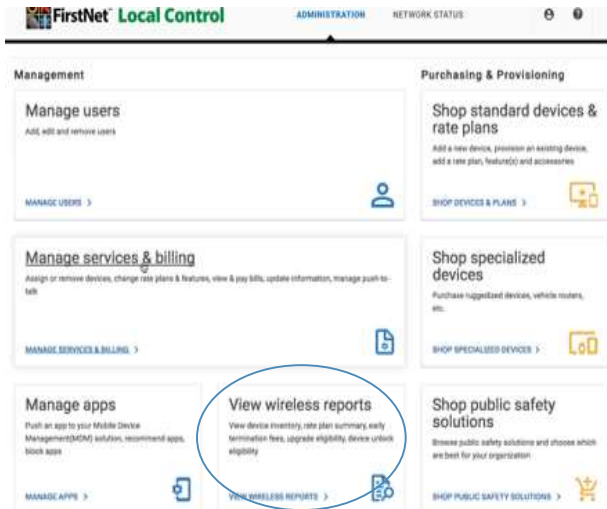 FirstNet Local Control
ADMINISTRATION
NETWORK STATUS
Management
Purchasing & Provisioning
Manage users
Add, edit and remove users
MANAGE USERS >
Shop standard devices &
rate plans
Add a new device, provision an existing device,
add a rate plan, feature(s) and accessories
SHOP DEVICES & PLANS >
Manage services & billing
Assign or remove devices, change rate plans & features, view & pay bills, update information, manage push-to-
talk
MANAGE SERVICES & BILLING >
Shop specialized
devices
Purchase ruggedized devices, vehicle routers,
etc.
SHOP SPECIALIZED DEVICES >
Manage apps
Push an app to your Mobile Device
Management(MDM) solution, recommend apps,
block apps
MANAGE APPS >
View wireless reports
View device inventory, rate plan summary, early
termination fees, upgrade eligibility, device unlock
eligibility
VIEW WIRELESS REPORTS >
Shop public safety
solutions
Browse public safety solutions and choose which
are best for your organization
SHOP PUBLIC SAFETY SOLUTIONS >